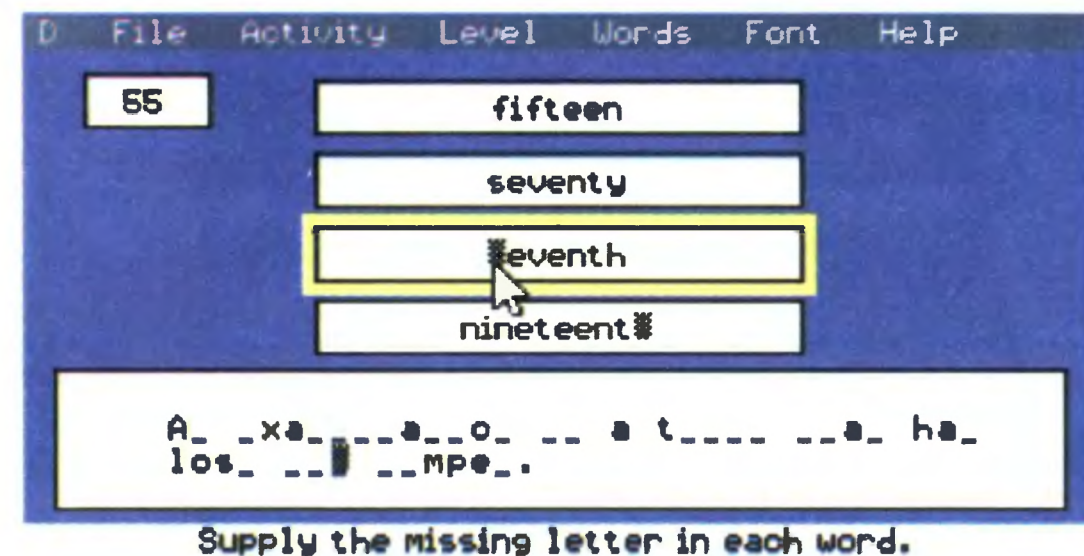 D File Activity Level Words Font Help
55
fifteen
seventy
▒eventh
nineteent▒
A_ _xa_ _ _a_ _o_ _ _ a t_ _ _ _ _ _a_ ha_
los_ _ _▒ _ _mpe_.
Supply the missing letter in each word.